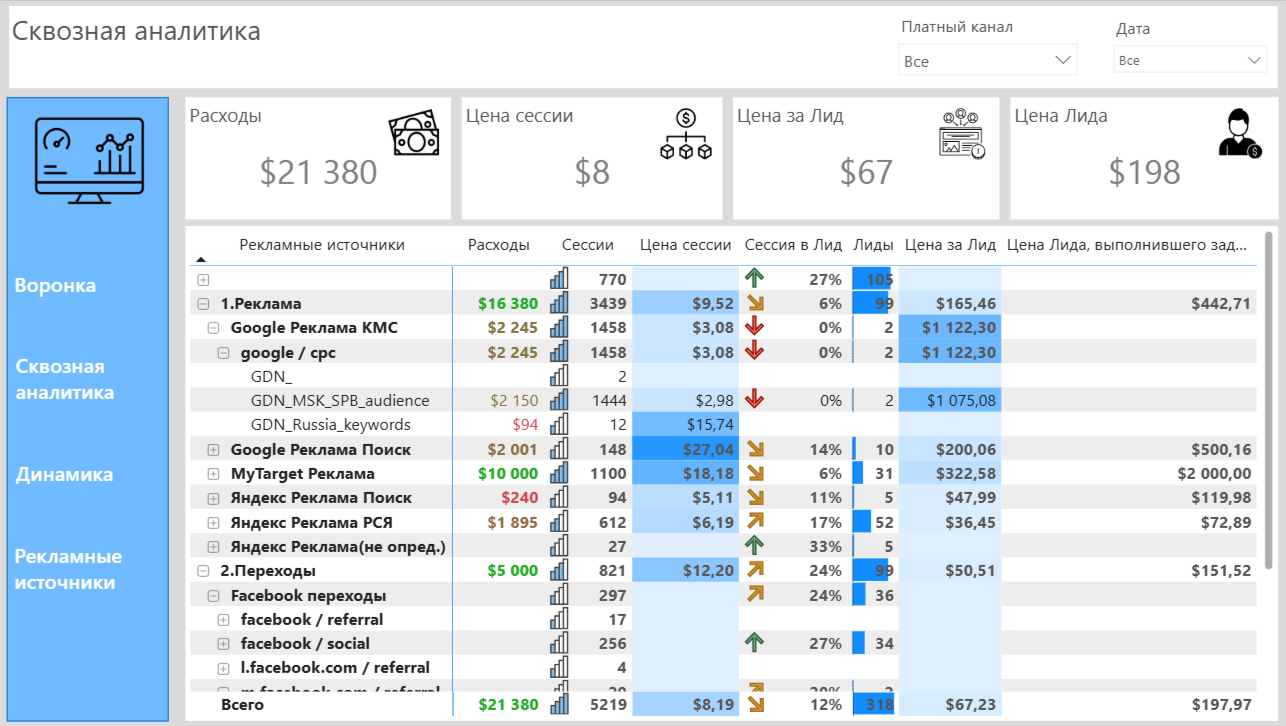 Сквозная аналитика
Платный канал
Дата
Все
Все
Воронка
Сквозная
аналитика
Динамика
Рекламные
источники
Расходы
$21 380
Цена сессии
$8
Цена за Лид
$67
Цена Лида
$198
Рекламные источники Расходы Сессии Цена сессии Сессия в Лид Лиды Цена за Лид Цена Лида, выполнившего зад...
770 27% 105
1.Реклама $16 380 3439 $9,52 6% 99 $165,46 $442,71
Google Реклама КМС $2 245 1458 $3,08 0% 2 $1 122,30
google / cpc $2 245 1458 $3,08 0% 2 $1 122,30
GDN_ 2
GDN_MSK_SPB_audience $2 150 1444 $2,98 0% 2 $1 075,08
GDN_Russia_keywords $94 12 $15,74
Google Реклама Поиск $2 001 148 $27,04 14% 10 $200,06 $500,16
MyTarget Реклама $10 000 1100 $18,18 6% 31 $322,58 $2 000,00
Яндекс Реклама Поиск $240 94 $5,11 11% 5 $47,99 $119,98
Яндекс Реклама РСЯ $1 895 612 $6,19 17% 52 $36,45 $72,89
Яндекс Реклама(не опред.) 27 33% 5
2.Переходы $5 000 821 $12,20 24% 99 $50,51 $151,52
Facebook переходы 297 24% 36
facebook / referral 17
facebook / social 256 27% 34
l.facebook.com / referral 4
m.facebook.com / referral
Всего $21 380 5219 $8,19 12% 318 $67,23 $197,97